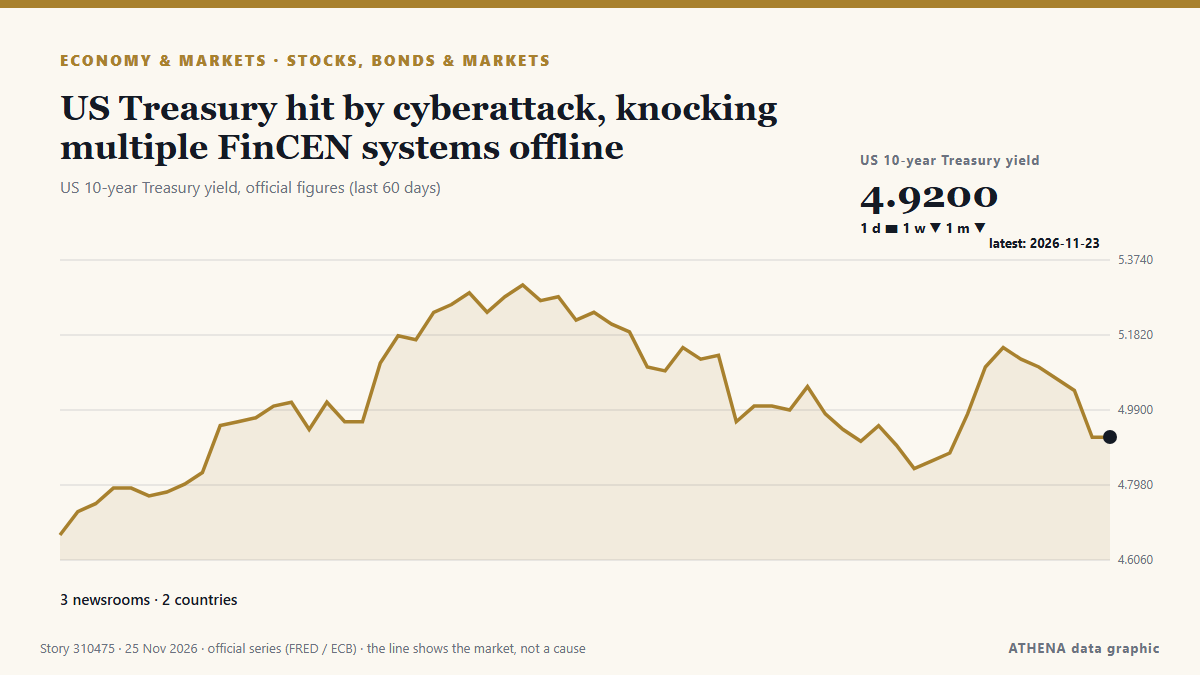 ECONOMY & MARKETS · STOCKS, BONDS & MARKETS
US Treasury hit by cyberattack, knocking
multiple FinCEN systems offline
US 10-year Treasury yield, official figures (last 60 days)
US 10-year Treasury yield
4.9200
1 d ▬ 1 w ▼ 1 m ▼
latest: 2026-11-23
5.3740
5.1820
4.9900
4.7980
4.6060
3 newsrooms · 2 countries
Story 310475 · 25 Nov 2026 · official series (FRED / ECB) · the line shows the market, not a cause
ATHENA data graphic